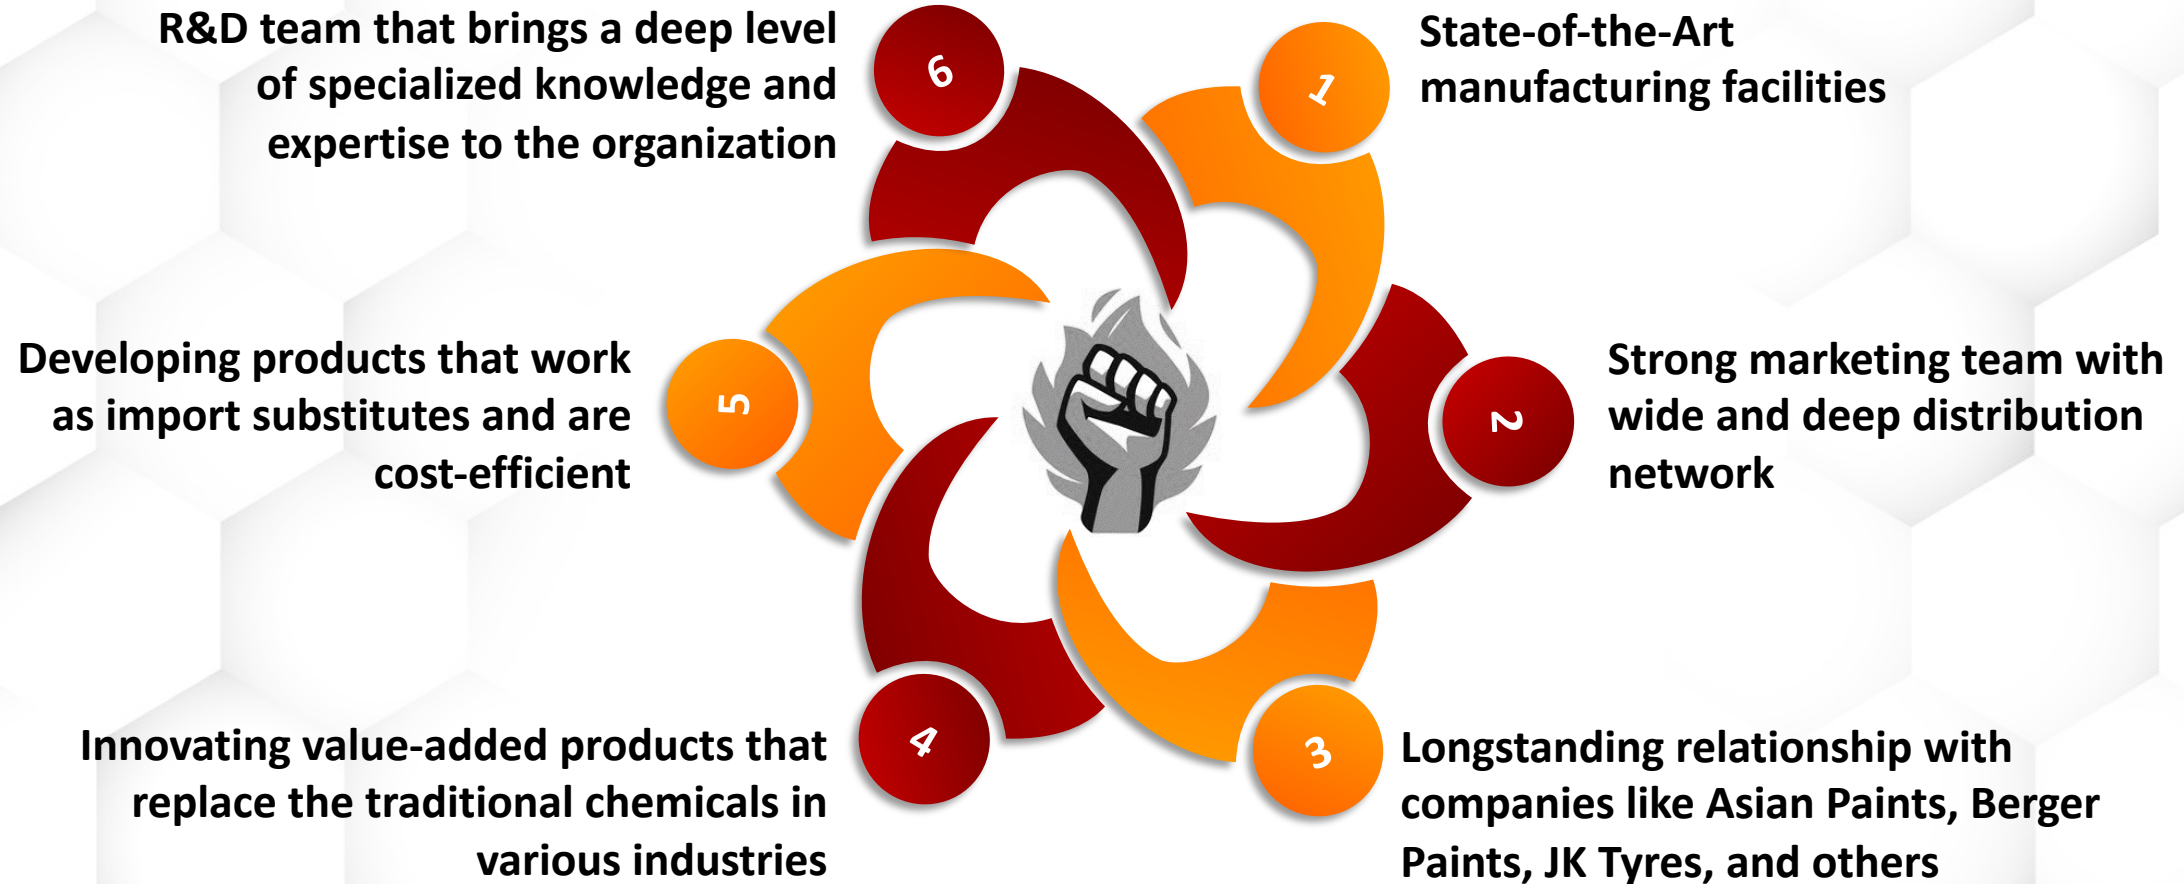 1
State-of-the-Art
manufacturing facilities
2
Strong marketing team with
wide and deep distribution
network
3
Longstanding relationship with
companies like Asian Paints, Berger
Paints, JK Tyres, and others
4
Innovating value-added products that
replace the traditional chemicals in
various industries
5
Developing products that work
as import substitutes and are
cost-efficient
6
R&D team that brings a deep level
of specialized knowledge and
expertise to the organization